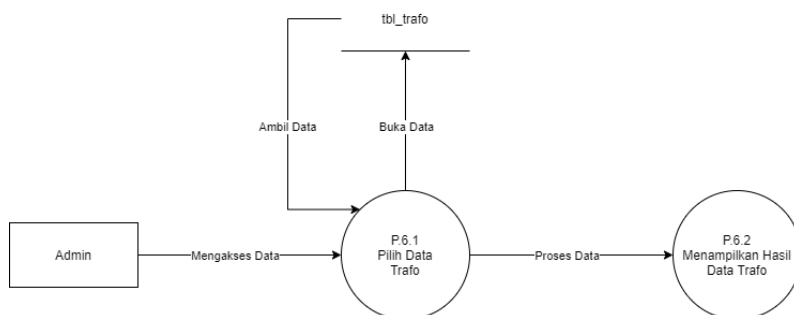 tbl_trafo
Ambil Data
Buka Data
Admin
Mengakses Data
P.6.1
Pilih Data
Trafo
Proses Data
P.6.2
Menampilkan Hasil
Data Trafo